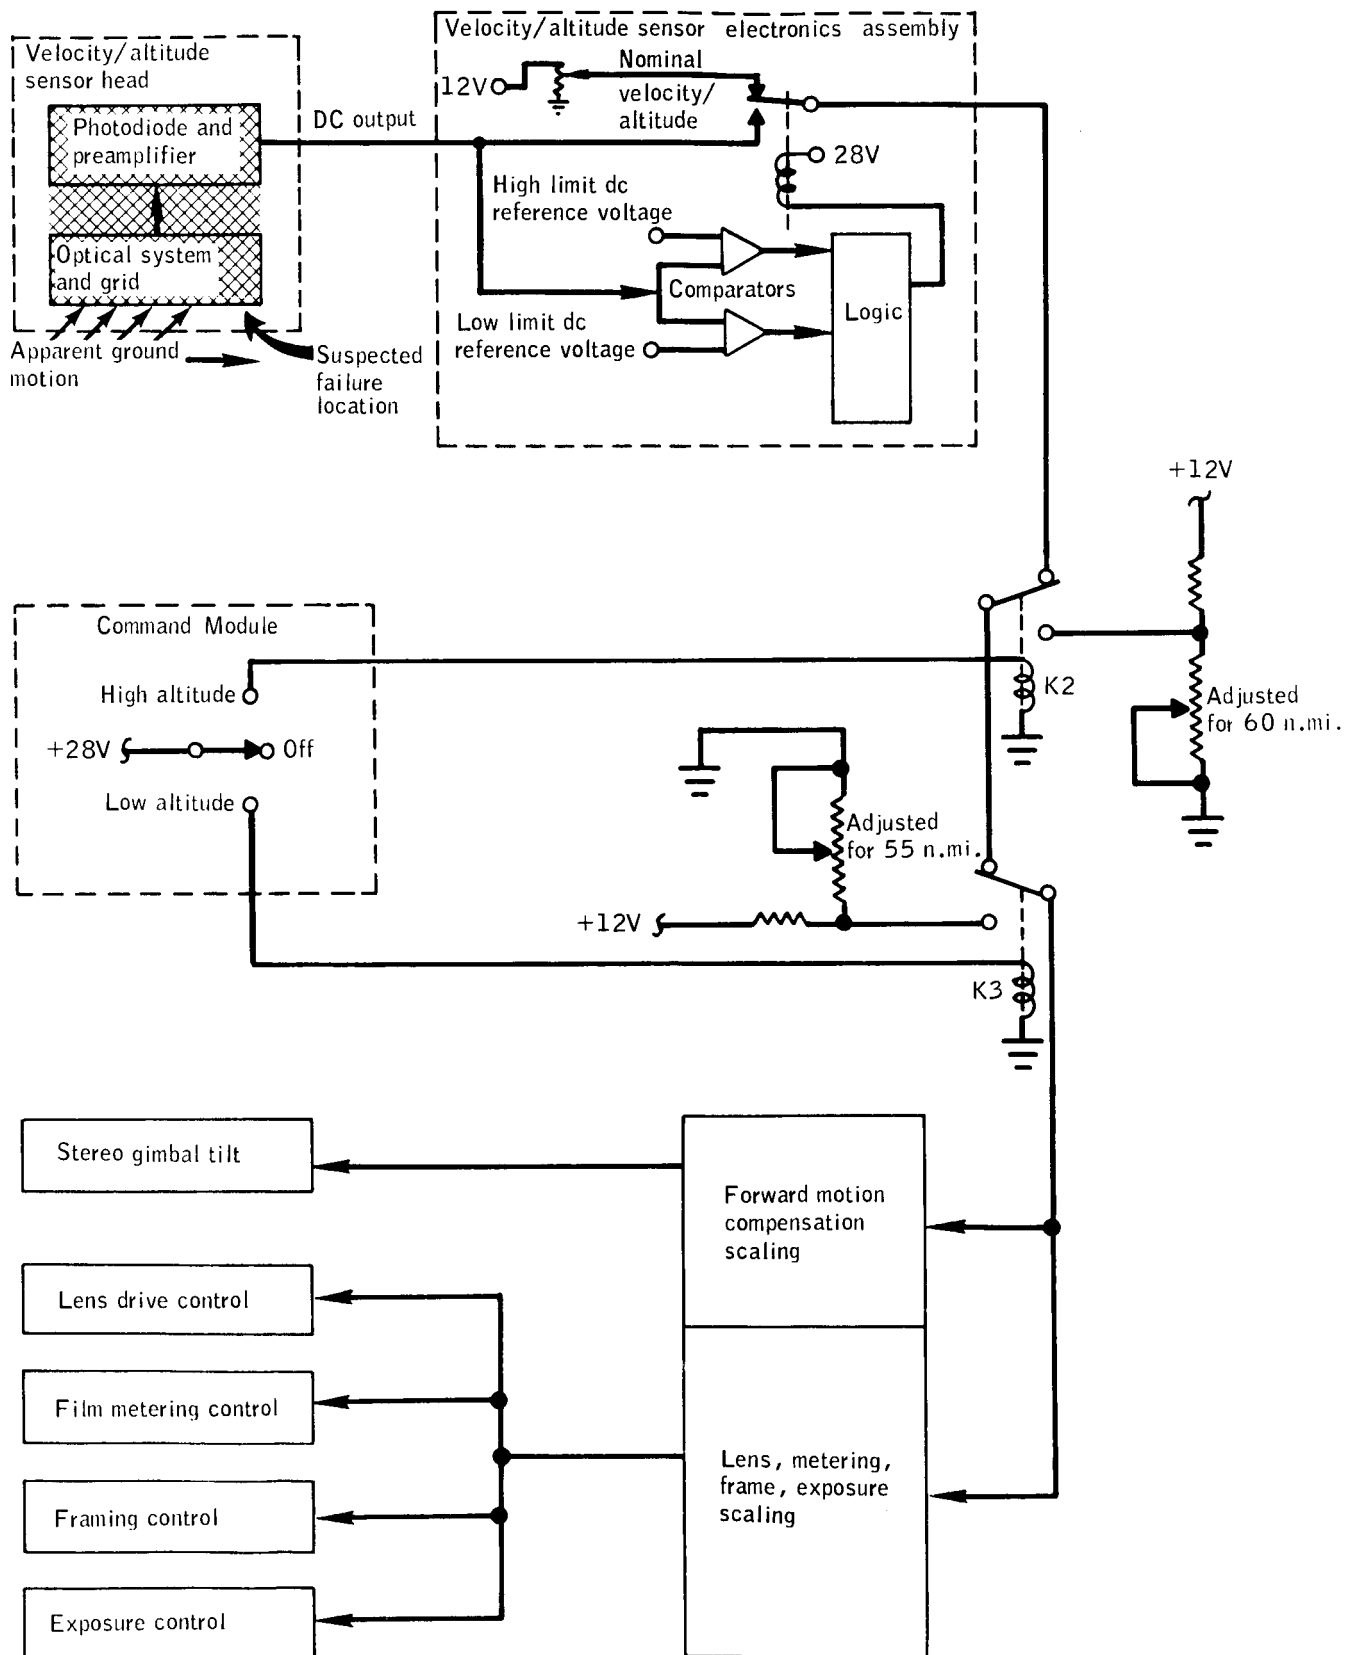 Velocity/altitude
sensor head
Photodiode and
preamplifier
Optical system
and grid
Apparent ground
motion
Suspected
failure
location
DC output
Velocity/altitude sensor electronics assembly
12V
Nominal
velocity/
altitude
28V
High limit dc
reference voltage
Comparators
Low limit dc
reference voltage
Logic
+12V
Command Module
High altitude
+28V
Off
Low altitude
K2
Adjusted
for 60 n.mi.
Adjusted
for 55 n.mi.
+12V
K3
Stereo gimbal tilt
Forward motion
compensation
scaling
Lens drive control
Film metering control
Lens, metering,
frame, exposure
scaling
Framing control
Exposure control